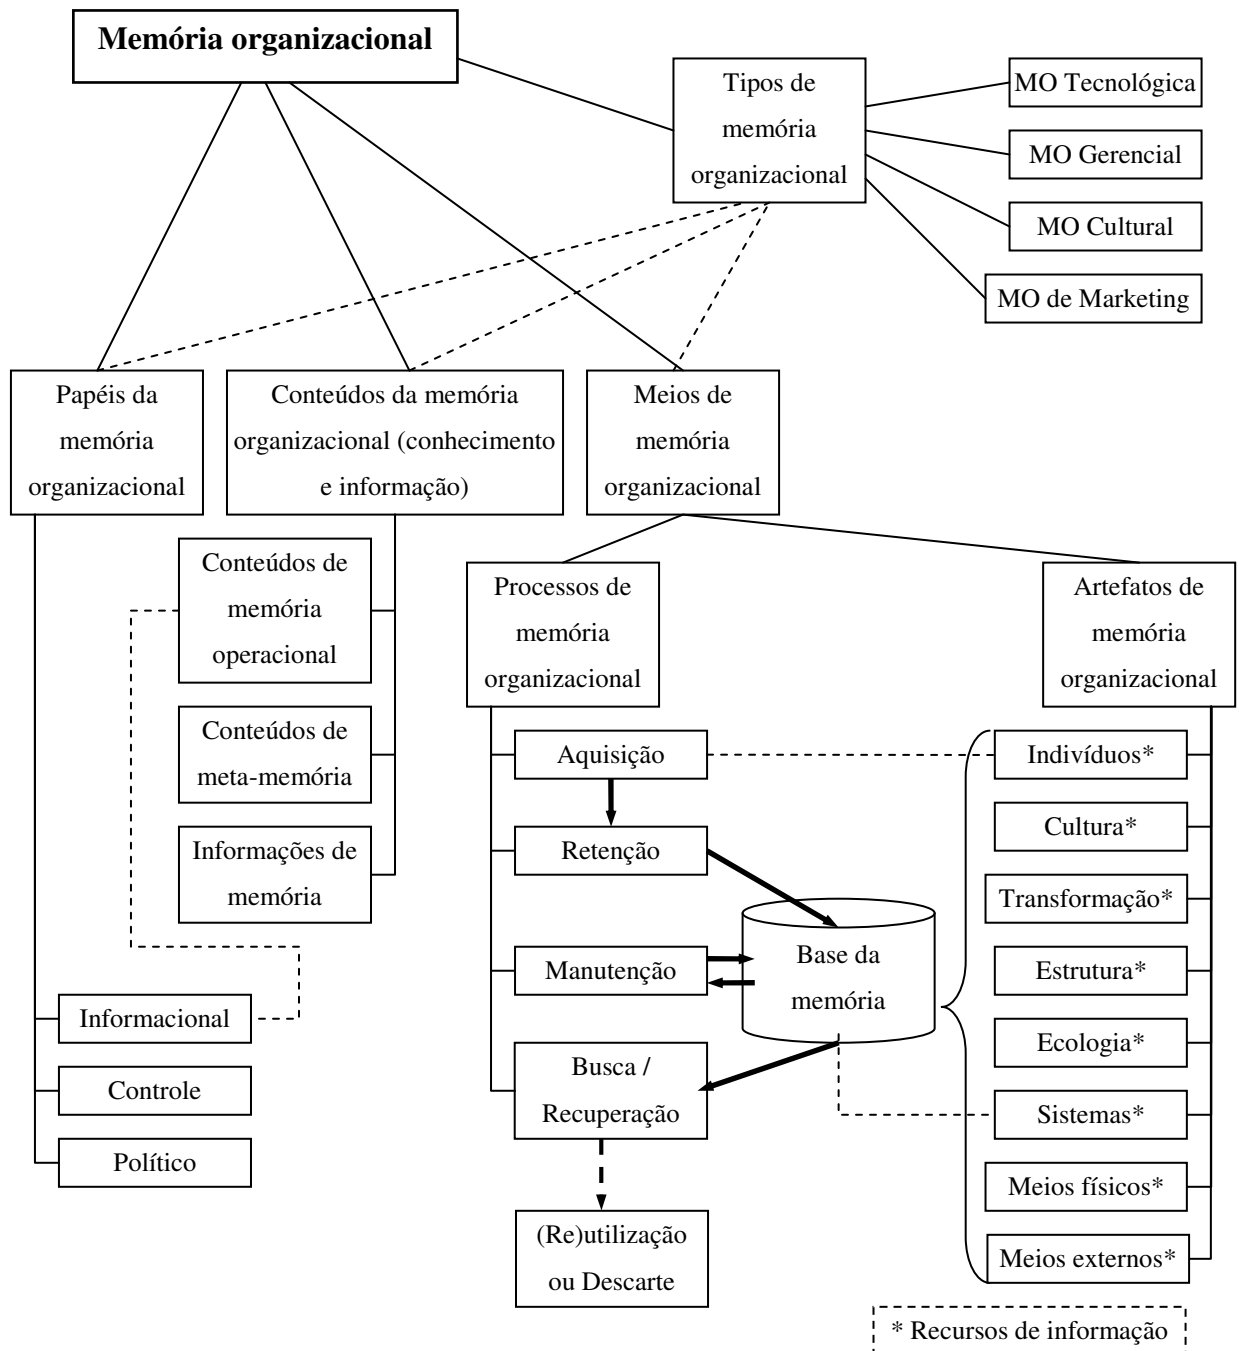 Memória organizacional
Tipos de
memória
organizacional
MO Tecnológica
MO Gerencial
MO Cultural
MO de Marketing
Papéis da
memória
organizacional
Conteúdos da memória
organizacional (conhecimento
e informação)
Meios de
memória
organizacional
Conteúdos de
memória
operacional
Conteúdos de
meta-memória
Informações de
memória
Informacional
Controle
Político
Processos de
memória
organizacional
Aquisição
Retenção
Manutenção
Busca /
Recuperação
(Re)utilização
ou Descarte
Base da
memória
Artefatos de
memória
organizacional
Indivíduos*
Cultura*
Transformação*
Estrutura*
Ecologia*
Sistemas*
Meios físicos*
Meios externos*
* Recursos de informação